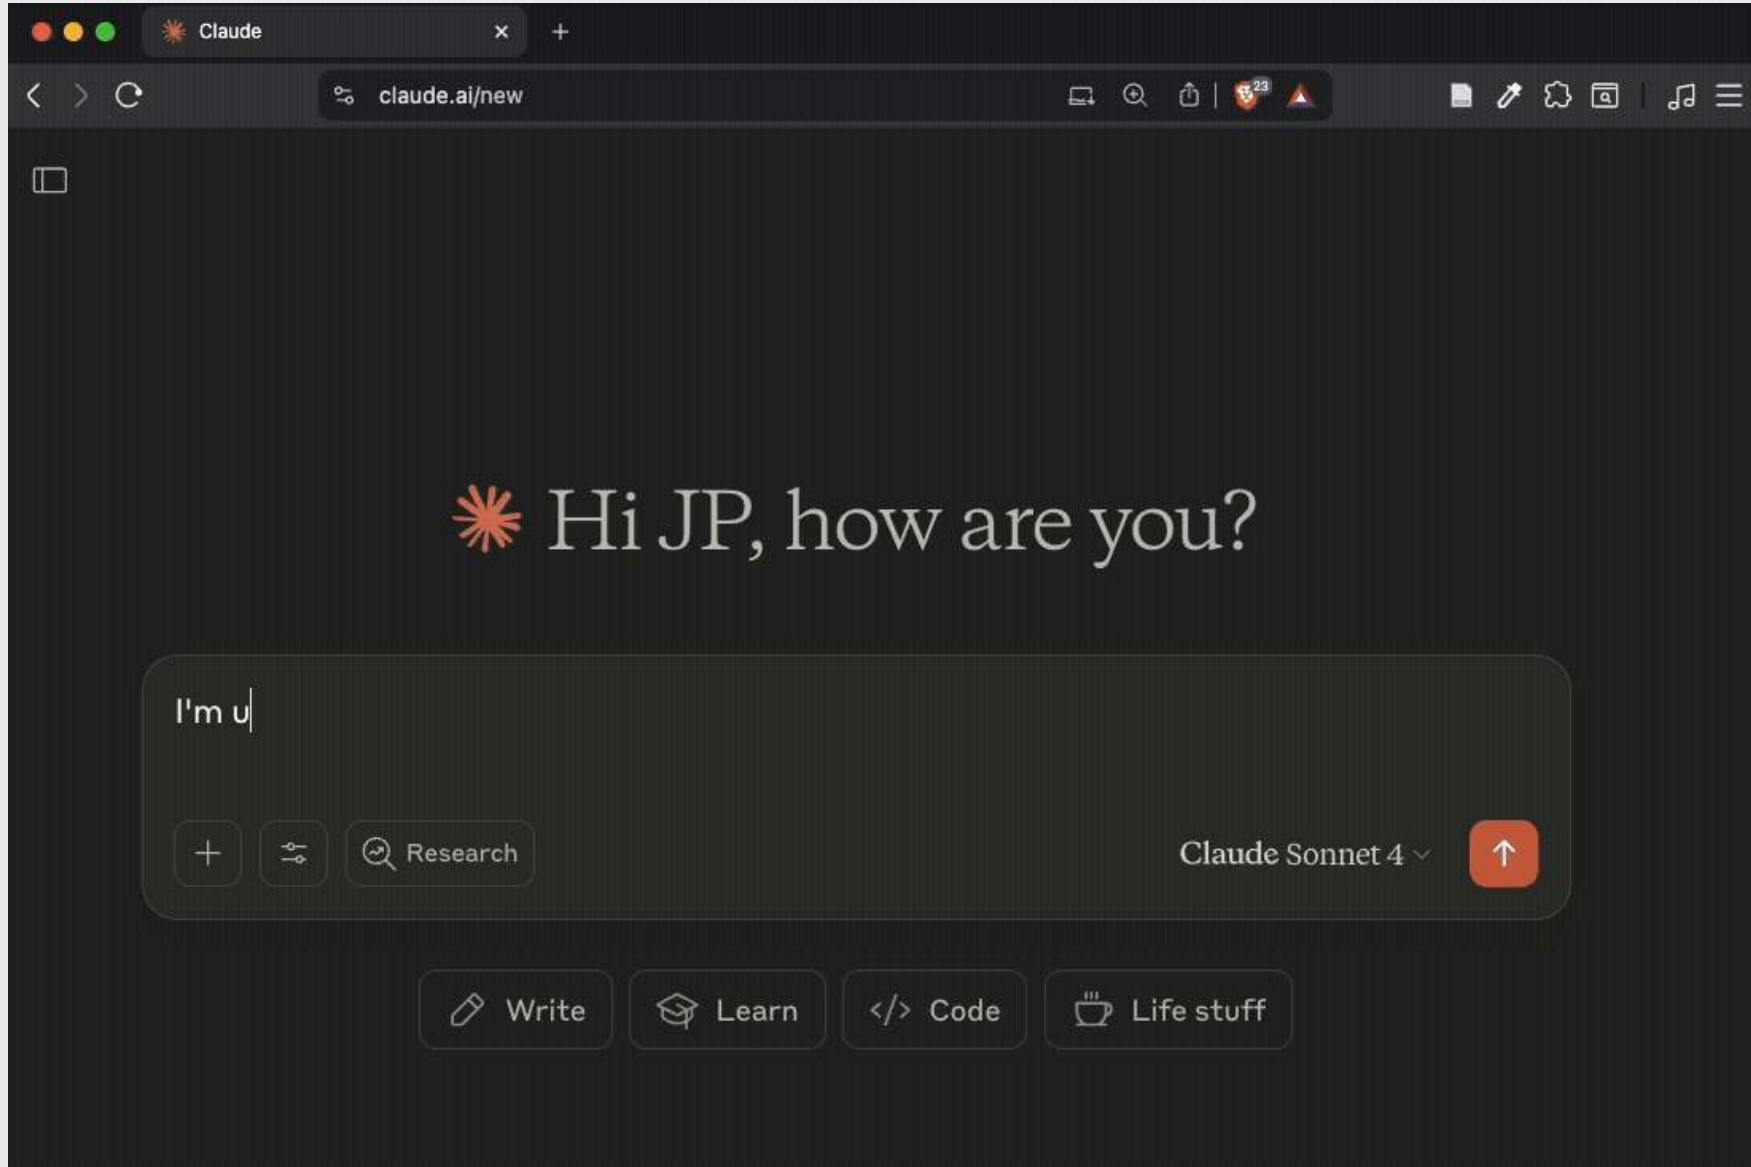 Claude
claude.ai/new
23
Hi JP, how are you?
I'm u
Research
Claude Sonnet 4
Write
Learn
</> Code
Life stuff